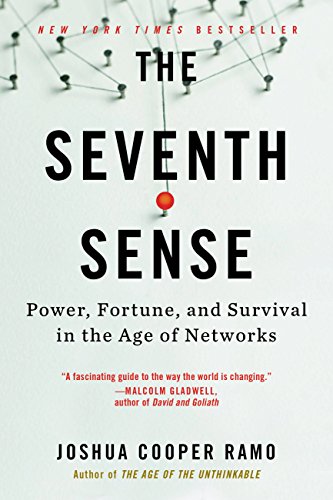 NEW YORK TIMES BESTSELLER
THE
SEVENTH
SENSE
Power, Fortune, and Survival
in the Age of Networks
"A fascinating guide to the way the world is changing."
—MALCOLM GLADWELL,
author of David and Goliath
JOSHUA COOPER RAMO
Author of THE AGE OF THE UNTHINKABLE